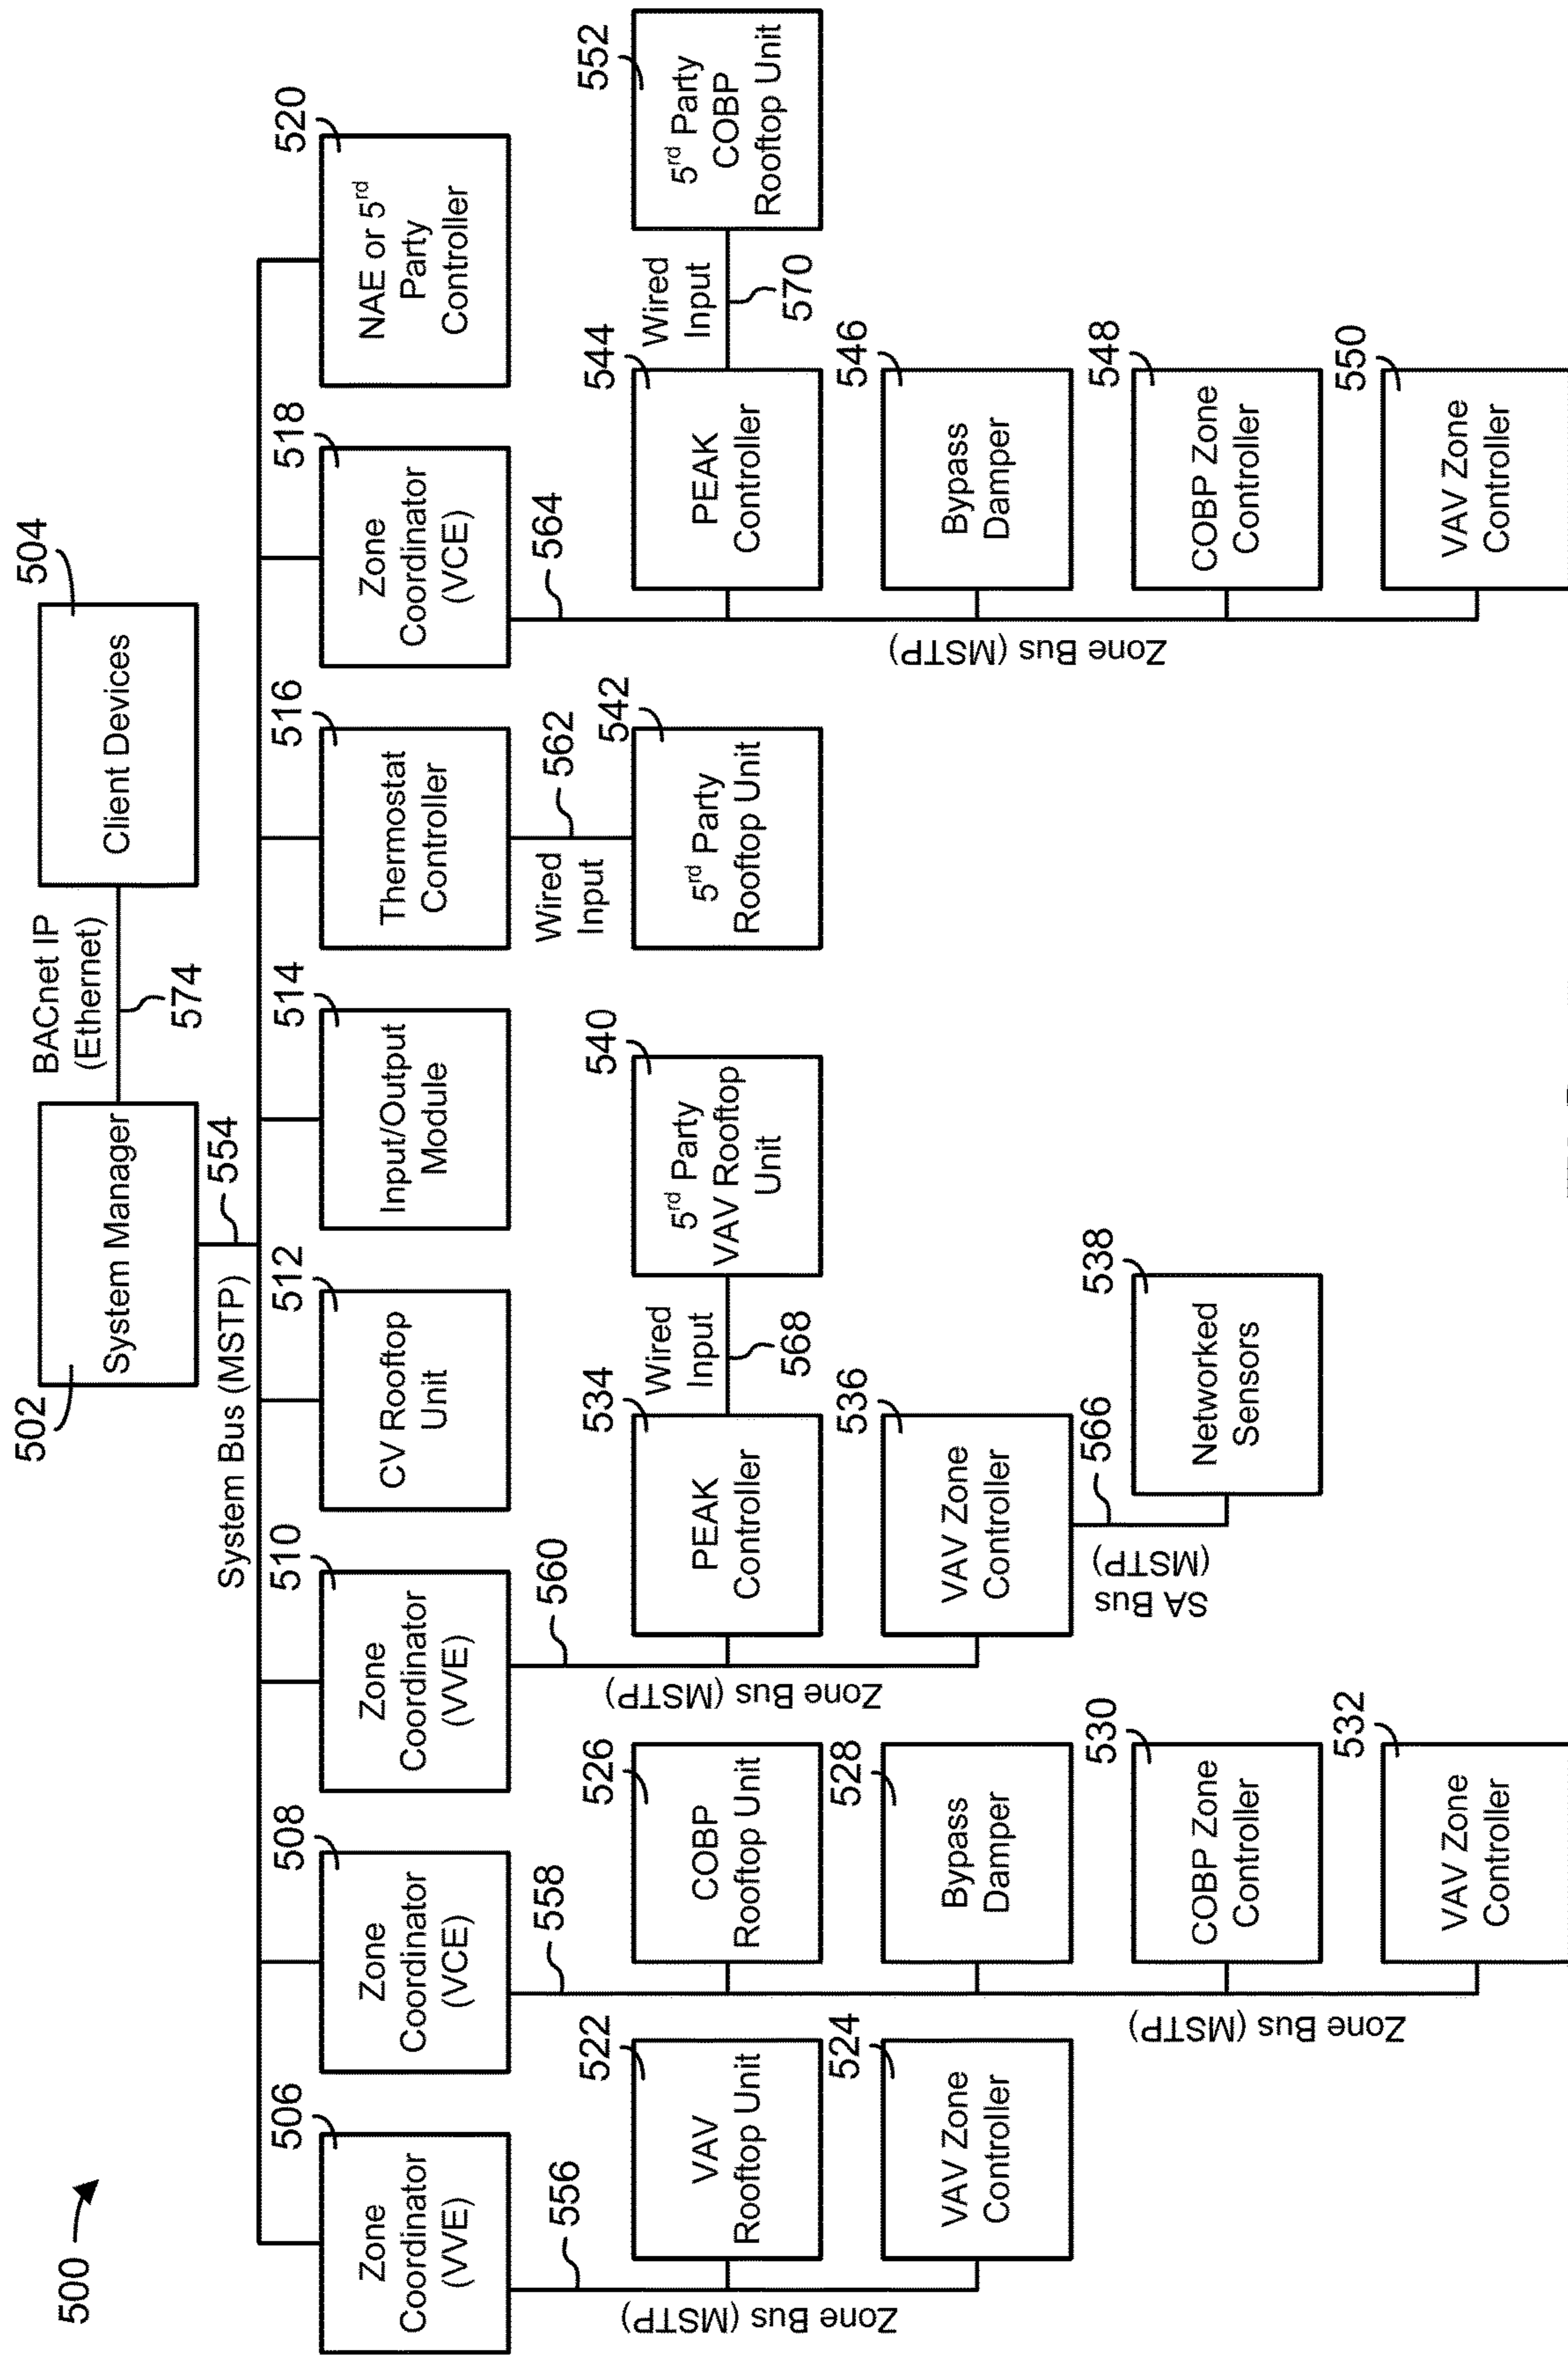 500
502
System Manager
BACnet IP
(Ethernet)
574
504
Client Devices
System Bus (MSTP)
554
506
Zone
Coordinator
(VVE)
508
Zone
Coordinator
(VCE)
510
Zone
Coordinator
(VVE)
512
CV Rooftop
Unit
514
Input/Output
Module
516
Thermostat
Controller
518
Zone
Coordinator
(VCE)
520
NAE or 5rd
Party
Controller
556
Zone Bus (MSTP)
522
VAV
Rooftop Unit
524
VAV Zone
Controller
558
Zone Bus (MSTP)
526
COBP
Rooftop Unit
528
Bypass
Damper
530
COBP Zone
Controller
532
VAV Zone
Controller
560
Zone Bus (MSTP)
534
PEAK
Controller
Wired
Input
568
540
5rd Party
VAV Rooftop
Unit
536
VAV Zone
Controller
566
SA Bus
(MSTP)
538
Networked
Sensors
562
Wired
Input
542
5rd Party
Rooftop Unit
564
Zone Bus (MSTP)
544
PEAK
Controller
Wired
Input
570
552
5rd Party
COBP
Rooftop Unit
546
Bypass
Damper
548
COBP Zone
Controller
550
VAV Zone
Controller